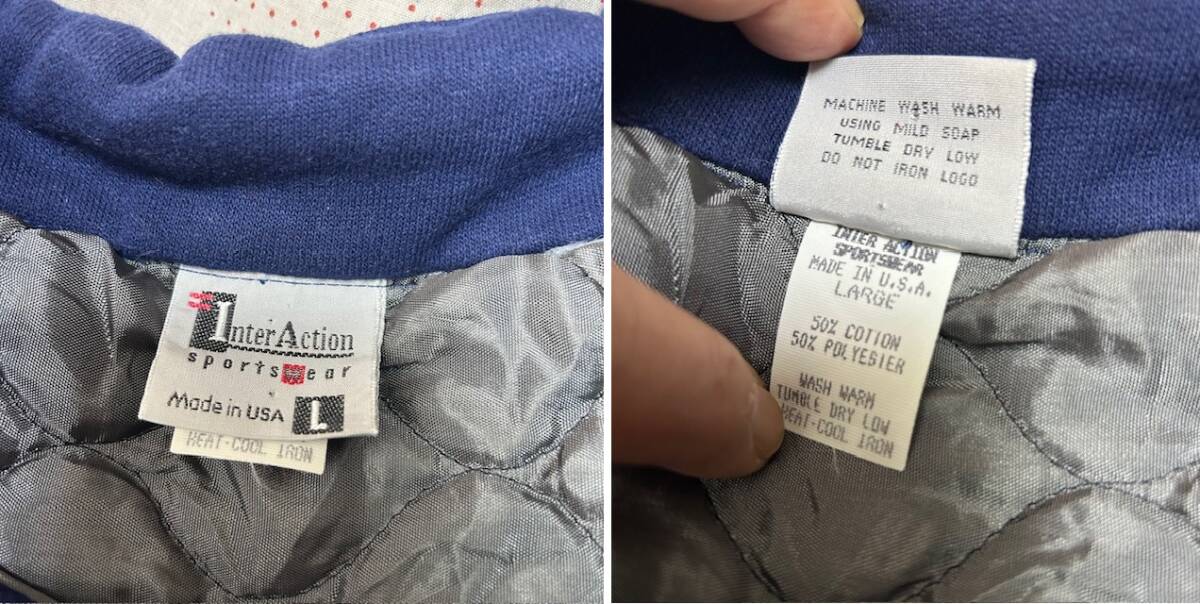 InterAction
sportswear
Made in USA L
HEAT-COOL IRON
MACHINE WASH WARM
USING MILD SOAP
TUMBLE DRY LOW
DO NOT IRON LOGO
INTER ACTION
SPORTSWEAR
MADE IN U.S.A.
LARGE
50% COTTON
50% POLYESTER
WASH WARM
TUMBLE DRY LOW
HEAT-COOL IRON